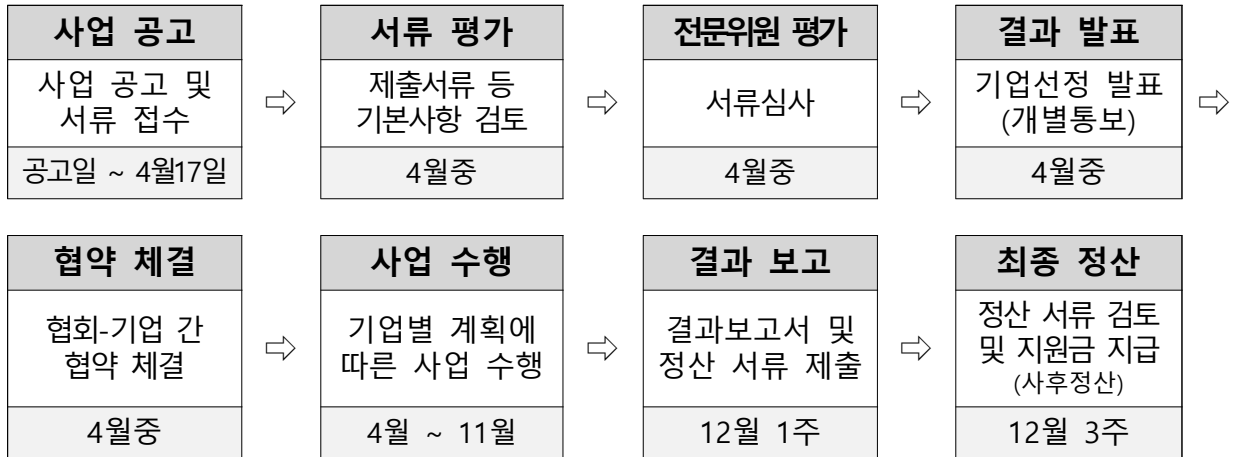 사업 공고
사업 공고 및
서류 접수
공고일 ~ 4월17일
서류 평가
제출서류 등
기본사항 검토
4월중
전문위원 평가
서류심사
4월중
결과 발표
기업선정 발표
(개별통보)
4월중
협약 체결
협회-기업 간
협약 체결
4월중
사업 수행
기업별 계획에
따른 사업 수행
4월 ~ 11월
결과 보고
결과보고서 및
정산 서류 제출
12월 1주
최종 정산
정산 서류 검토
및 지원금 지급
(사후정산)
12월 3주